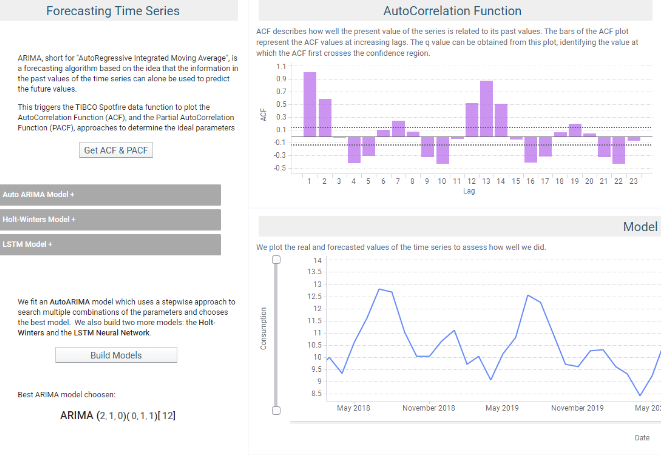 Forecasting Time Series
ARIMA, short for "AutoRegressive Integrated Moving Average", is
a forecasting algorithm based on the idea that the information in
the past values of the time series can alone be used to predict
the future values.
This triggers the TIBCO Spotfire data function to plot the
AutoCorrelation Function (ACF), and the Partial AutoCorrelation
Function (PACF), approaches to determine the ideal parameters
Get ACF & PACF
Auto ARIMA Model +
Holt-Winters Model +
LSTM Model +
We fit an AutoARIMA model which uses a stepwise approach to
search multiple combinations of the parameters and chooses
the best model. We also build two more models: the Holt-
Winters and the LSTM Neural Network.
Build Models
Best ARIMA model choosen:
ARIMA (2,1,0)(0,1,1)[12]
AutoCorrelation Function
ACF describes how well the present value of the series is related to its past values. The bars of the ACF plot
represent the ACF values at increasing lags. The q value can be obtained from this plot, identifying the value at
which the ACF first crosses the confidence region.
1.1
0.9
0.7
0.5
0.3
0.1
-0.1
-0.3
-0.5
ACF
1 2 3 4 5 6 7 8 9 10 11 12 13 14 15 16 17 18 19 20 21 22 23
Lag
Model
We plot the real and forecasted values of the time series to assess how well we did.
14
13.5
13
12.5
12
11.5
11
10.5
10
9.5
9
8.5
Consumption
May 2018 November 2018 May 2019 November 2019 May 20
Date